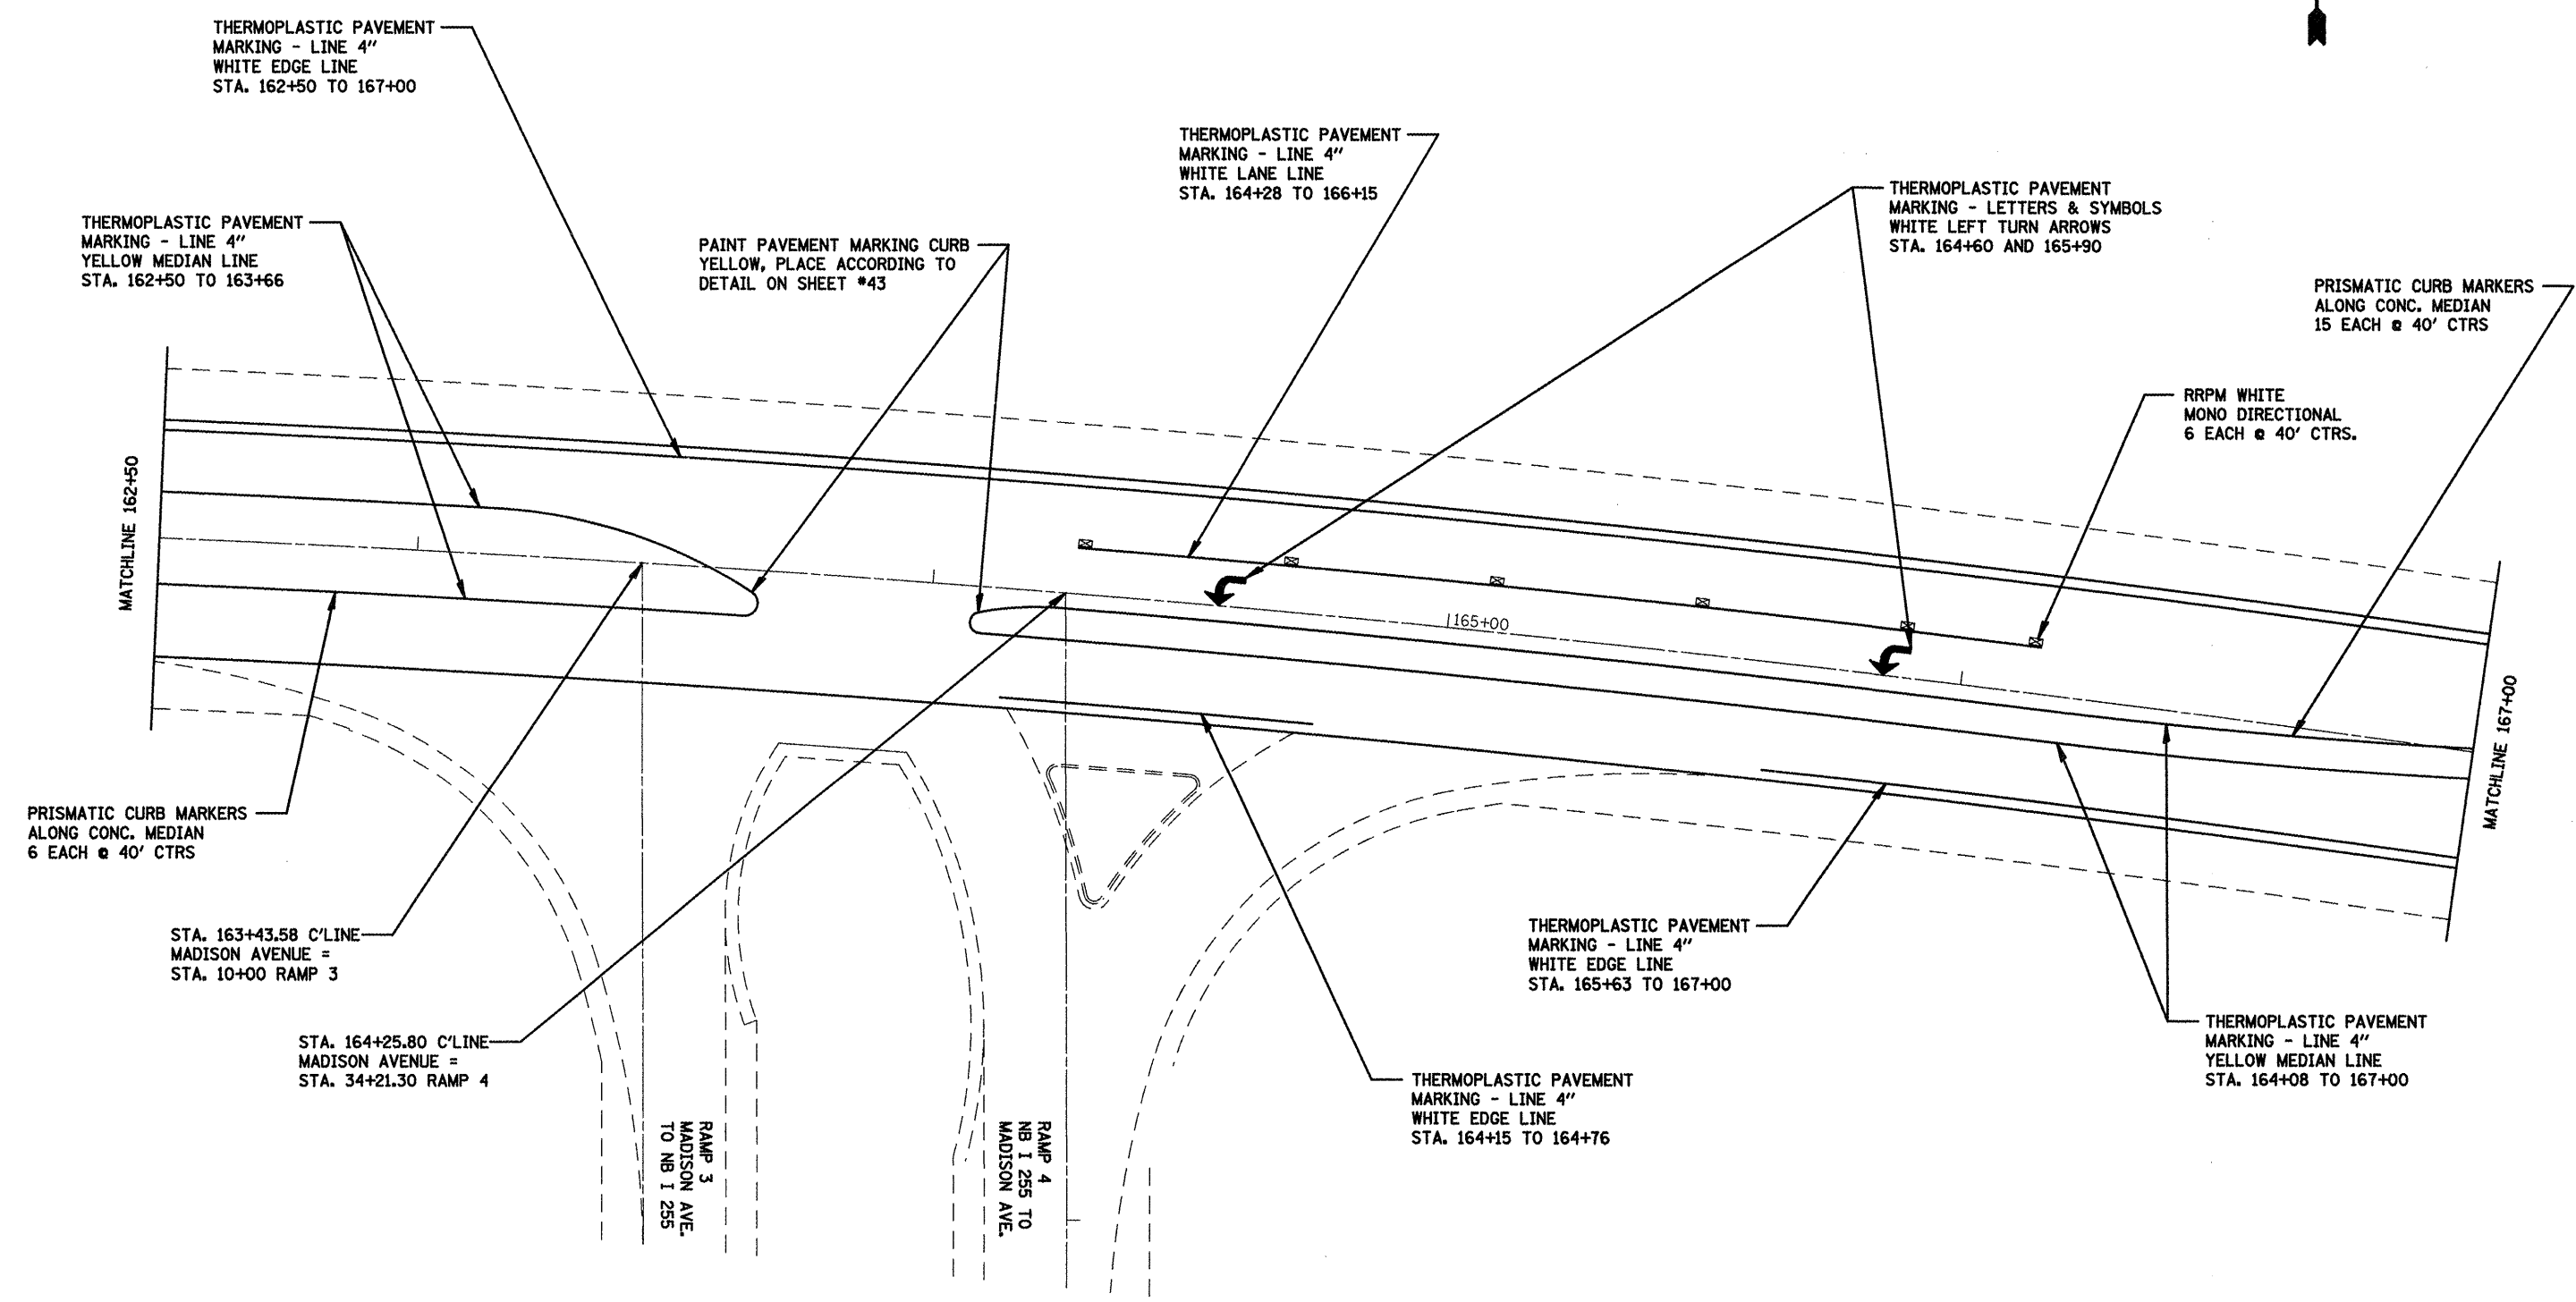 THERMOPLASTIC PAVEMENT
MARKING - LINE 4"
WHITE EDGE LINE
STA. 162+50 TO 167+00
THERMOPLASTIC PAVEMENT
MARKING - LINE 4"
WHITE LANE LINE
STA. 164+28 TO 166+15
THERMOPLASTIC PAVEMENT
MARKING - LETTERS & SYMBOLS
WHITE LEFT TURN ARROWS
STA. 164+60 AND 165+90
THERMOPLASTIC PAVEMENT
MARKING - LINE 4"
YELLOW MEDIAN LINE
STA. 162+50 TO 163+66
PAINT PAVEMENT MARKING CURB
YELLOW, PLACE ACCORDING TO
DETAIL ON SHEET #43
PRISMATIC CURB MARKERS
ALONG CONC. MEDIAN
15 EACH @ 40' CTRS
RRPM WHITE
MONO DIRECTIONAL
6 EACH @ 40' CTRS.
MATCHLINE 162+50
165+00
MATCHLINE 167+00
PRISMATIC CURB MARKERS
ALONG CONC. MEDIAN
6 EACH @ 40' CTRS
STA. 163+43.58 C'LINE
MADISON AVENUE =
STA. 10+00 RAMP 3
STA. 164+25.80 C'LINE
MADISON AVENUE =
STA. 34+21.30 RAMP 4
THERMOPLASTIC PAVEMENT
MARKING - LINE 4"
WHITE EDGE LINE
STA. 165+63 TO 167+00
THERMOPLASTIC PAVEMENT
MARKING - LINE 4"
YELLOW MEDIAN LINE
STA. 164+08 TO 167+00
THERMOPLASTIC PAVEMENT
MARKING - LINE 4"
WHITE EDGE LINE
STA. 164+15 TO 164+76
RAMP 3
MADISON AVE.
TO NB I 255
RAMP 4
NB I 255 TO
MADISON AVE.